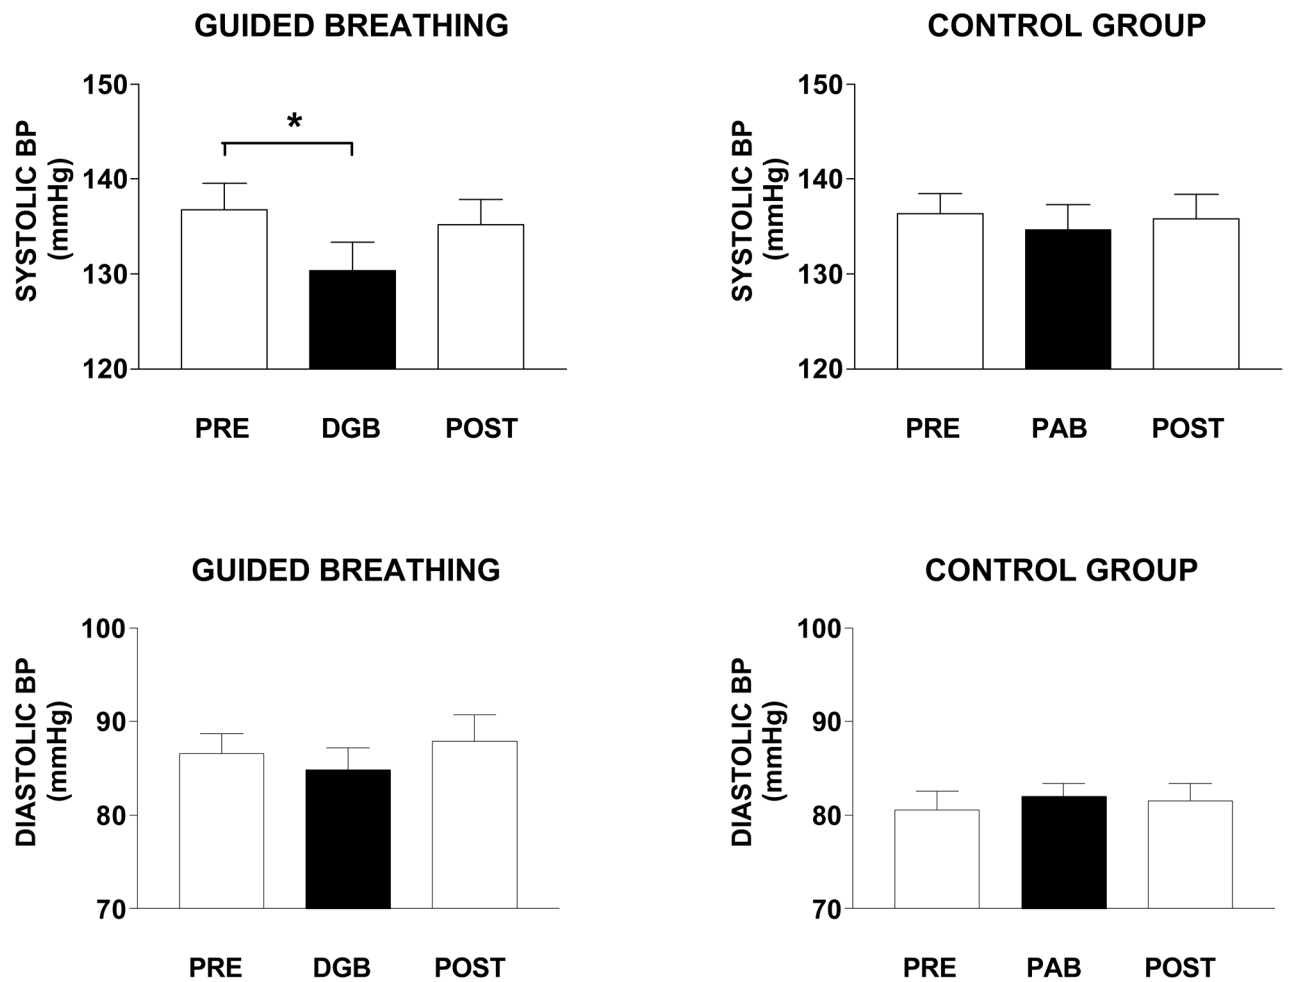 GUIDED BREATHING
SYSTOLIC BP
(mmHg)
150
140
130
120
*
PRE DGB POST
CONTROL GROUP
SYSTOLIC BP
(mmHg)
150
140
130
120
PRE PAB POST
GUIDED BREATHING
DIASTOLIC BP
(mmHg)
100
90
80
70
PRE DGB POST
CONTROL GROUP
DIASTOLIC BP
(mmHg)
100
90
80
70
PRE PAB POST